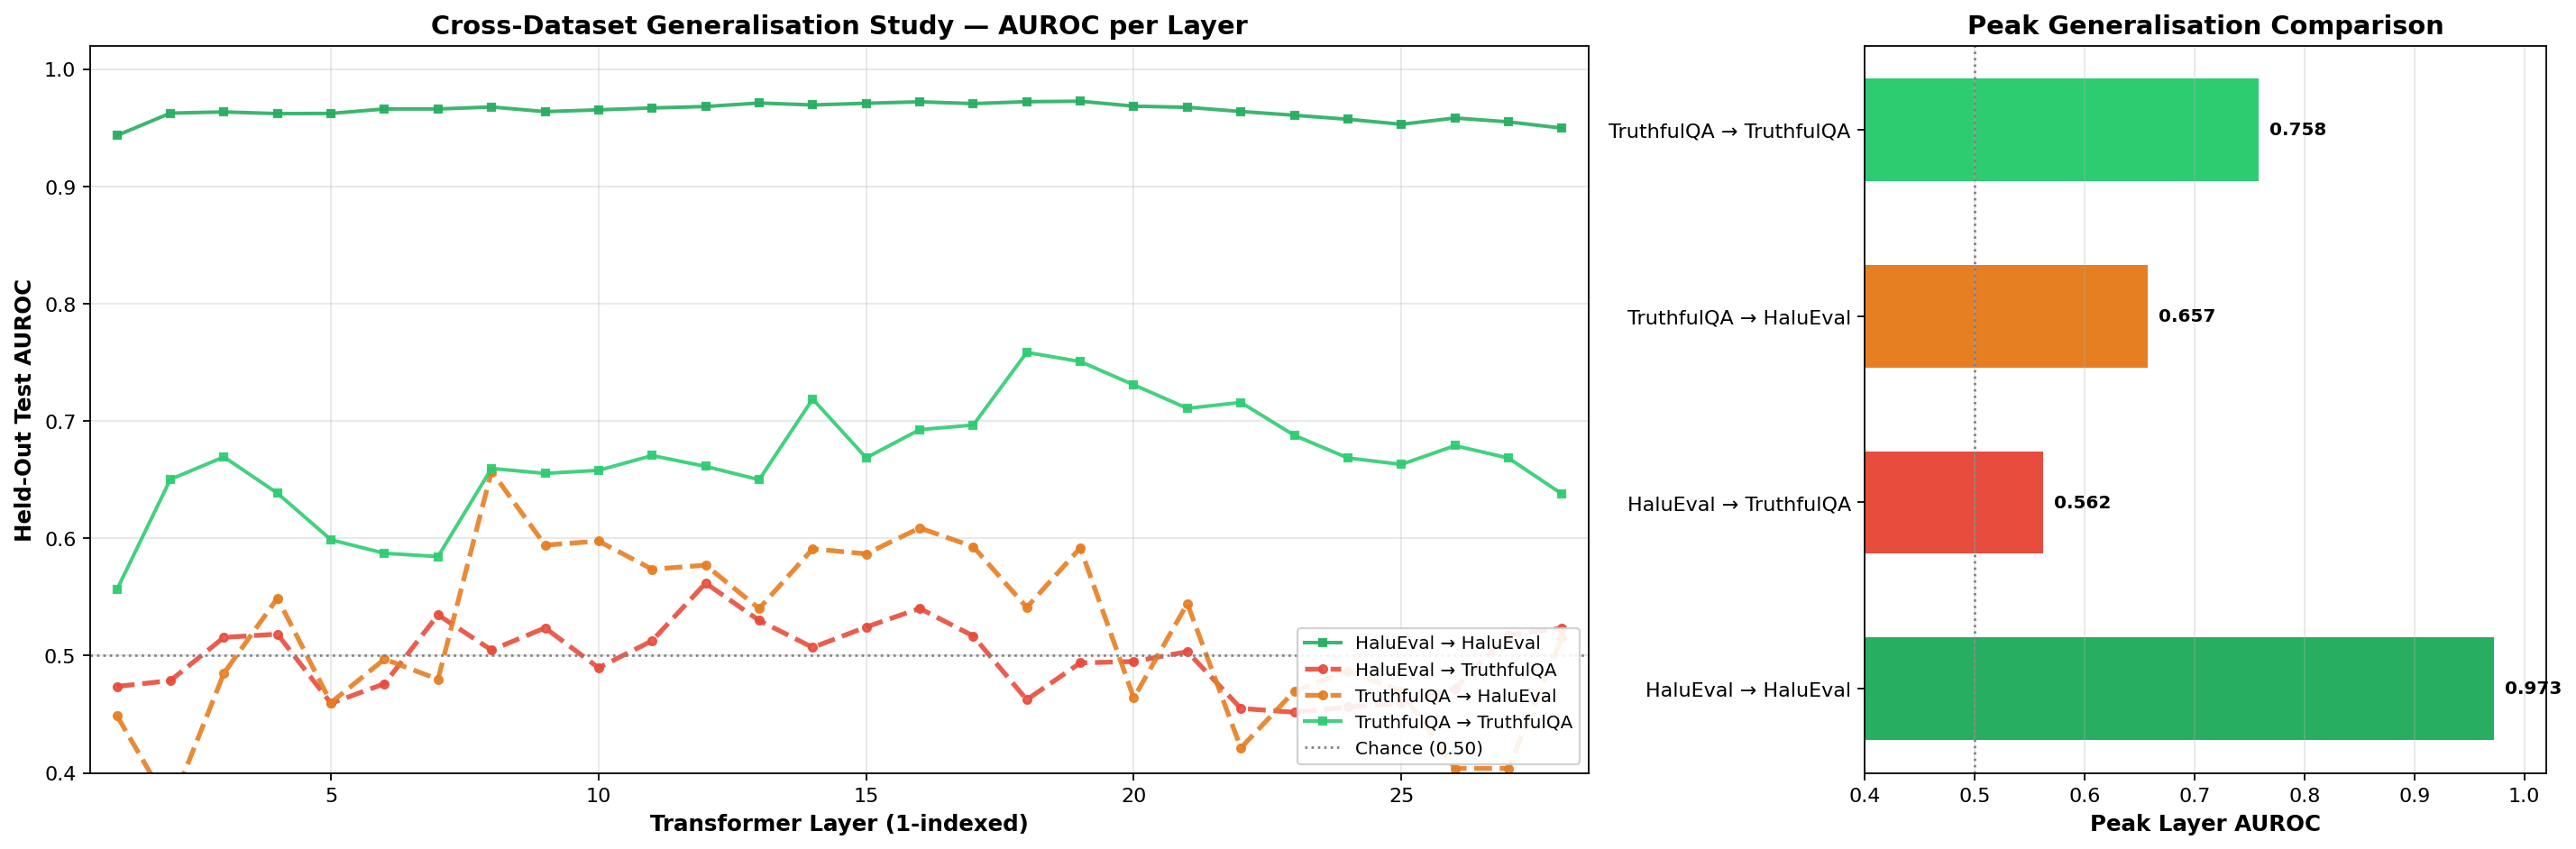 Cross-Dataset Generalisation Study — AUROC per Layer
Held-Out Test AUROC
1.0
0.9
0.8
0.7
0.6
0.5
0.4
5
10
15
20
25
Transformer Layer (1-indexed)
HaluEval → HaluEval
HaluEval → TruthfulQA
TruthfulQA → HaluEval
TruthfulQA → TruthfulQA
Chance (0.50)
Peak Generalisation Comparison
TruthfulQA → TruthfulQA
0.758
TruthfulQA → HaluEval
0.657
HaluEval → TruthfulQA
0.562
HaluEval → HaluEval
0.973
0.4
0.5
0.6
0.7
0.8
0.9
1.0
Peak Layer AUROC